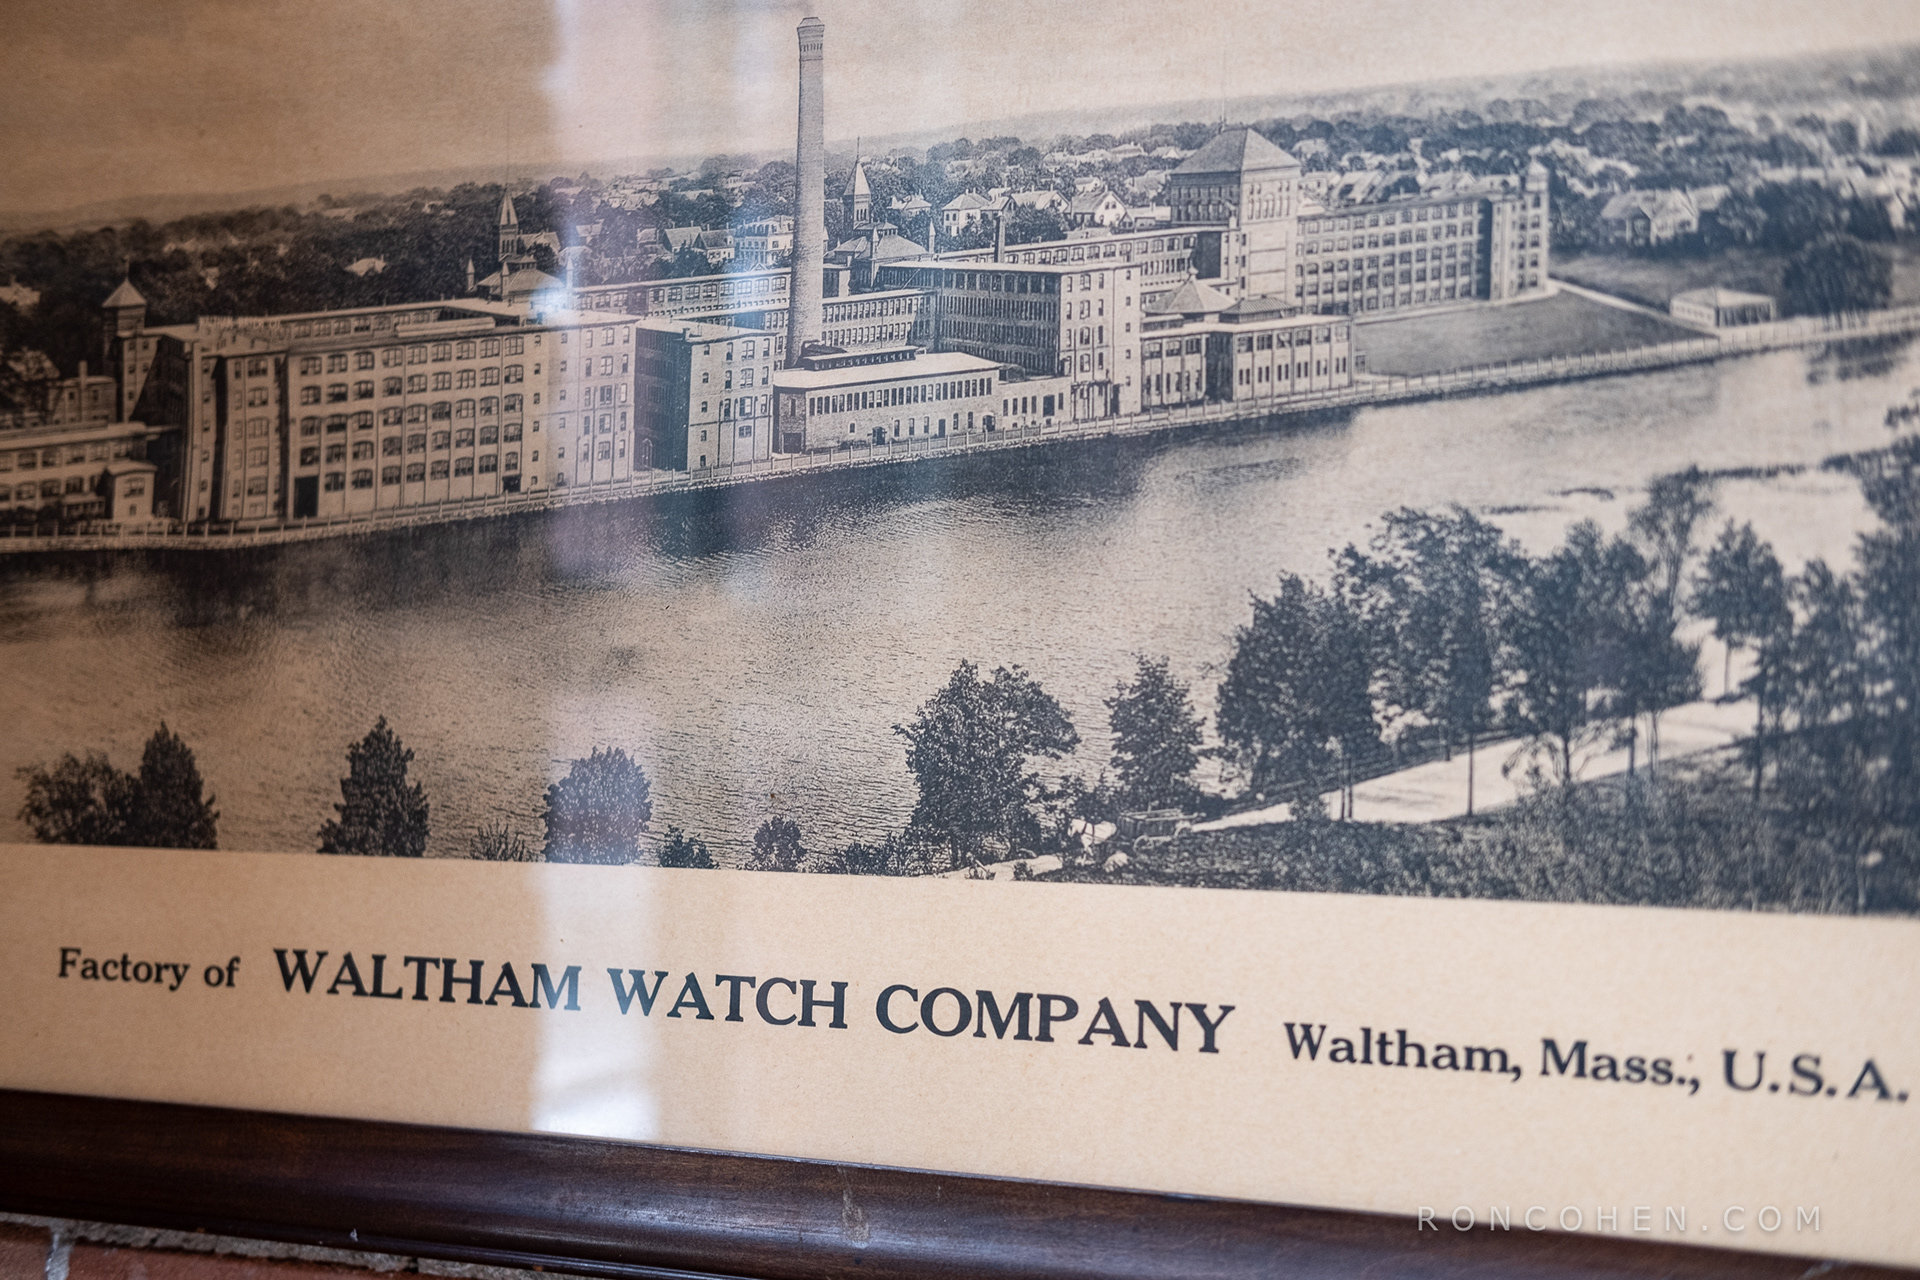 Factory of WALTHAM WATCH COMPANY Waltham, Mass., U.S.A.
RONCOHEN.COM